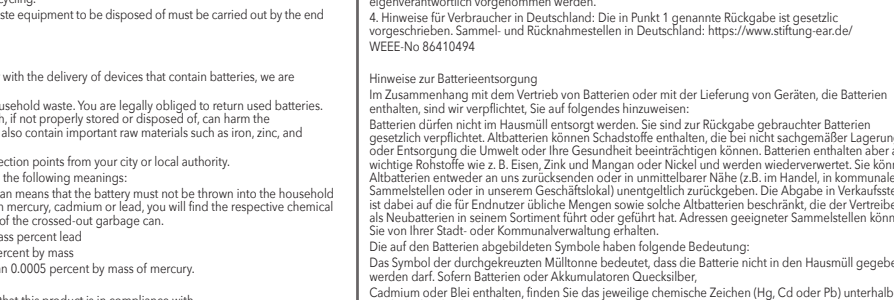 ste equipment to be disposed of must be carried out by the end
with the delivery of devices that contain batteries, we are
usehold waste. You are legally obliged to return used batteries.
h, if not properly stored or disposed of, can harm the
also contain important raw materials such as iron, zinc, and
ection points from your city or local authority.
the following meanings:
an means that the battery must not be thrown into the household
n mercury, cadmium or lead, you will find the respective chemical
of the crossed-out garbage can.
ass percent lead
ercent by mass
an 0.0005 percent by mass of mercury.
that this product is in compliance with
eigenverantwortlich vorgenommen werden.
4. Hinweise für Verbraucher in Deutschland: Die in Punkt 1 genannte Rückgabe ist gesetzlic
vorgeschrieben. Sammel- und Rücknahmestellen in Deutschland: https://www.stiftung-ear.de/
WEEE-No 86410494
Hinweise zur Batterieentsorgung
Im Zusammenhang mit dem Vertrieb von Batterien oder mit der Lieferung von Geräten, die Batterien
enthalten, sind wir verpflichtet, Sie auf folgendes hinzuweisen:
Batterien dürfen nicht im Hausmüll entsorgt werden. Sie sind zur Rückgabe gebrauchter Batterien
gesetzlich verpflichtet. Altbatterien können Schadstoffe enthalten, die bei nicht sachgemäßer Lagerun
oder Entsorgung die Umwelt oder Ihre Gesundheit beeinträchtigen können. Batterien enthalten aber a
wichtige Rohstoffe wie z. B. Eisen, Zink und Mangan oder Nickel und werden wiederverwertet. Sie könn
Altbatterien entweder an uns zurücksenden oder in unmittelbarer Nähe (z.B. im Handel, in kommunale
Sammelstellen oder in unserem Geschäftslokal) unentgeltlich zurückgeben. Die Abgabe in Verkaufsste
ist dabei auf die für Endnutzer übliche Mengen sowie solche Altbatterien beschränkt, die der Vertreibe
als Neubatterien in seinem Sortiment führt oder geführt hat. Adressen geeigneter Sammelstellen könn
Sie von Ihrer Stadt- oder Kommunalverwaltung erhalten.
Die auf den Batterien abgebildeten Symbole haben folgende Bedeutung:
Das Symbol der durchgekreuzten Mülltonne bedeutet, dass die Batterie nicht in den Hausmüll gegebe
werden darf. Sofern Batterien oder Akkumulatoren Quecksilber,
Cadmium oder Blei enthalten, finden Sie das jeweilige chemische Zeichen (Hg, Cd oder Pb) unterhalb